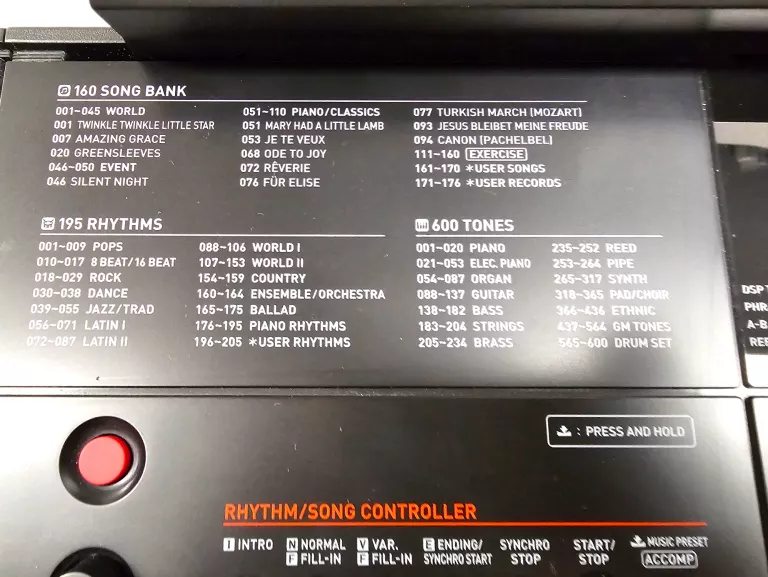 160 SONG BANK
001~045 WORLD
001 TWINKLE TWINKLE LITTLE STAR
007 AMAZING GRACE
020 GREENSLEEVES
046~050 EVENT
046 SILENT NIGHT
051~110 PIANO/CLASSICS
051 MARY HAD A LITTLE LAMB
053 JE TE VEUX
068 ODE TO JOY
072 RÊVERIE
076 FÜR ELISE
077 TURKISH MARCH [MOZART]
093 JESUS BLEIBET MEINE FREUDE
094 CANON [PACHELBEL]
111~160 EXERCISE
161~170 *USER SONGS
171~176 *USER RECORDS
195 RHYTHMS
001~009 POPS
010~017 8 BEAT/16 BEAT
018~029 ROCK
030~038 DANCE
039~055 JAZZ/TRAD
056~071 LATIN I
072~087 LATIN II
088~106 WORLD I
107~153 WORLD II
154~159 COUNTRY
160~164 ENSEMBLE/ORCHESTRA
165~175 BALLAD
176~195 PIANO RHYTHMS
196~205 *USER RHYTHMS
600 TONES
001~020 PIANO
021~053 ELEC.PIANO
054~087 ORGAN
088~137 GUITAR
138~182 BASS
183~204 STRINGS
205~234 BRASS
235~252 REED
253~264 PIPE
265~317 SYNTH
318~365 PAD/CHOIR
366~436 ETHNIC
437~564 GM TONES
565~600 DRUM SET
DSP
PHR
A-B
: PRESS AND HOLD
RHYTHM/SONG CONTROLLER
I INTRO
N NORMAL
F FILL-IN
V VAR.
F FILL-IN
E ENDING/
SYNCHRO START
SYNCHRO
STOP
START/
STOP
MUSIC PRESET
ACCOMP